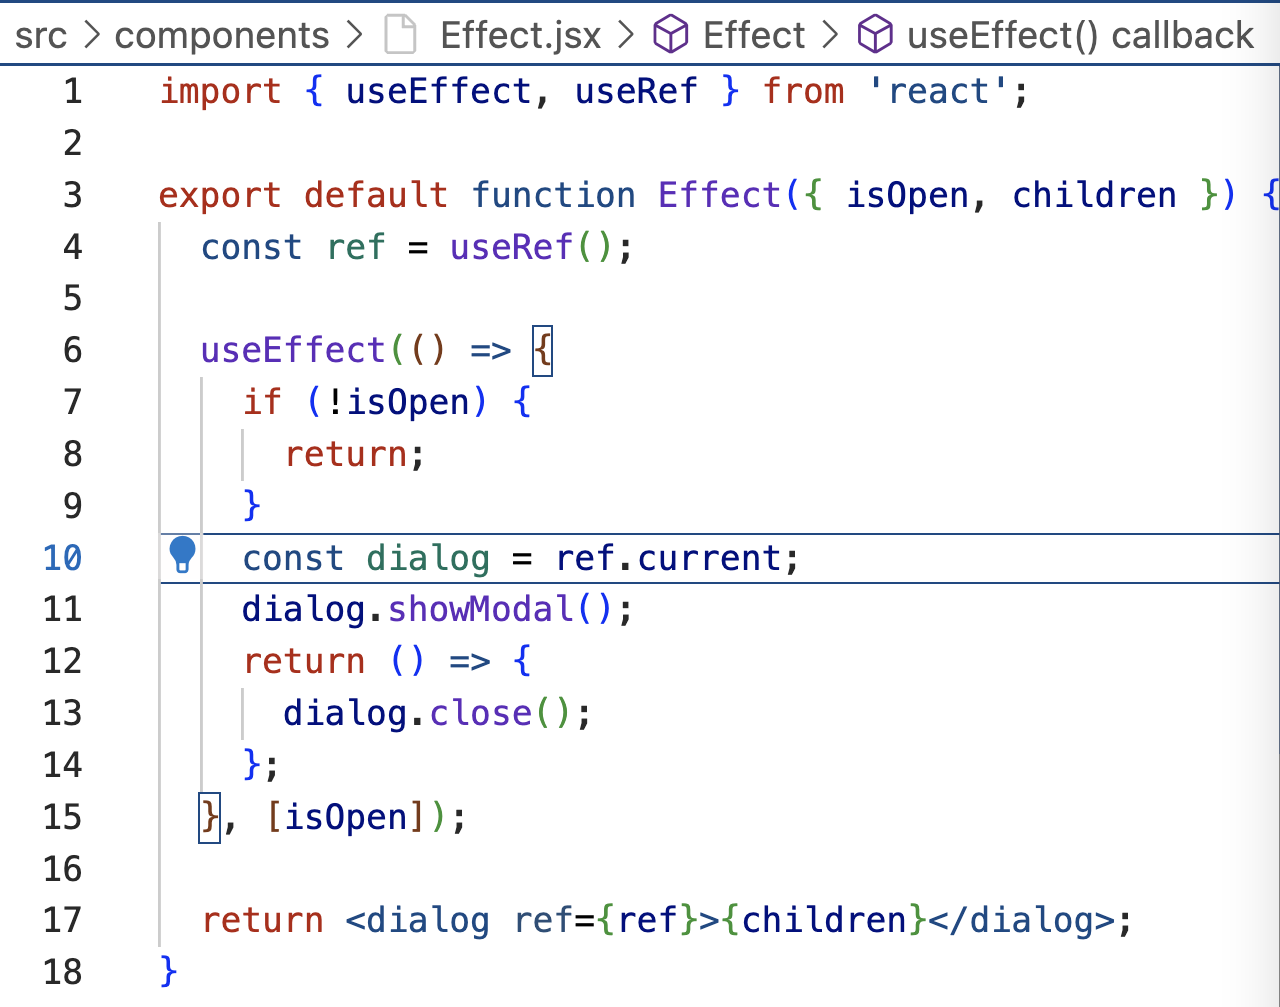 src > components > Effect.jsx > Effect > useEffect() callback
1 import { useEffect, useRef } from 'react';
2
3 export default function Effect({ isOpen, children }) {
4   const ref = useRef();
5
6   useEffect(() => {
7     if (!isOpen) {
8       return;
9     }
10     const dialog = ref.current;
11     dialog.showModal();
12     return () => {
13       dialog.close();
14     };
15   }, [isOpen]);
16
17   return <dialog ref={ref}>{children}</dialog>;
18 }